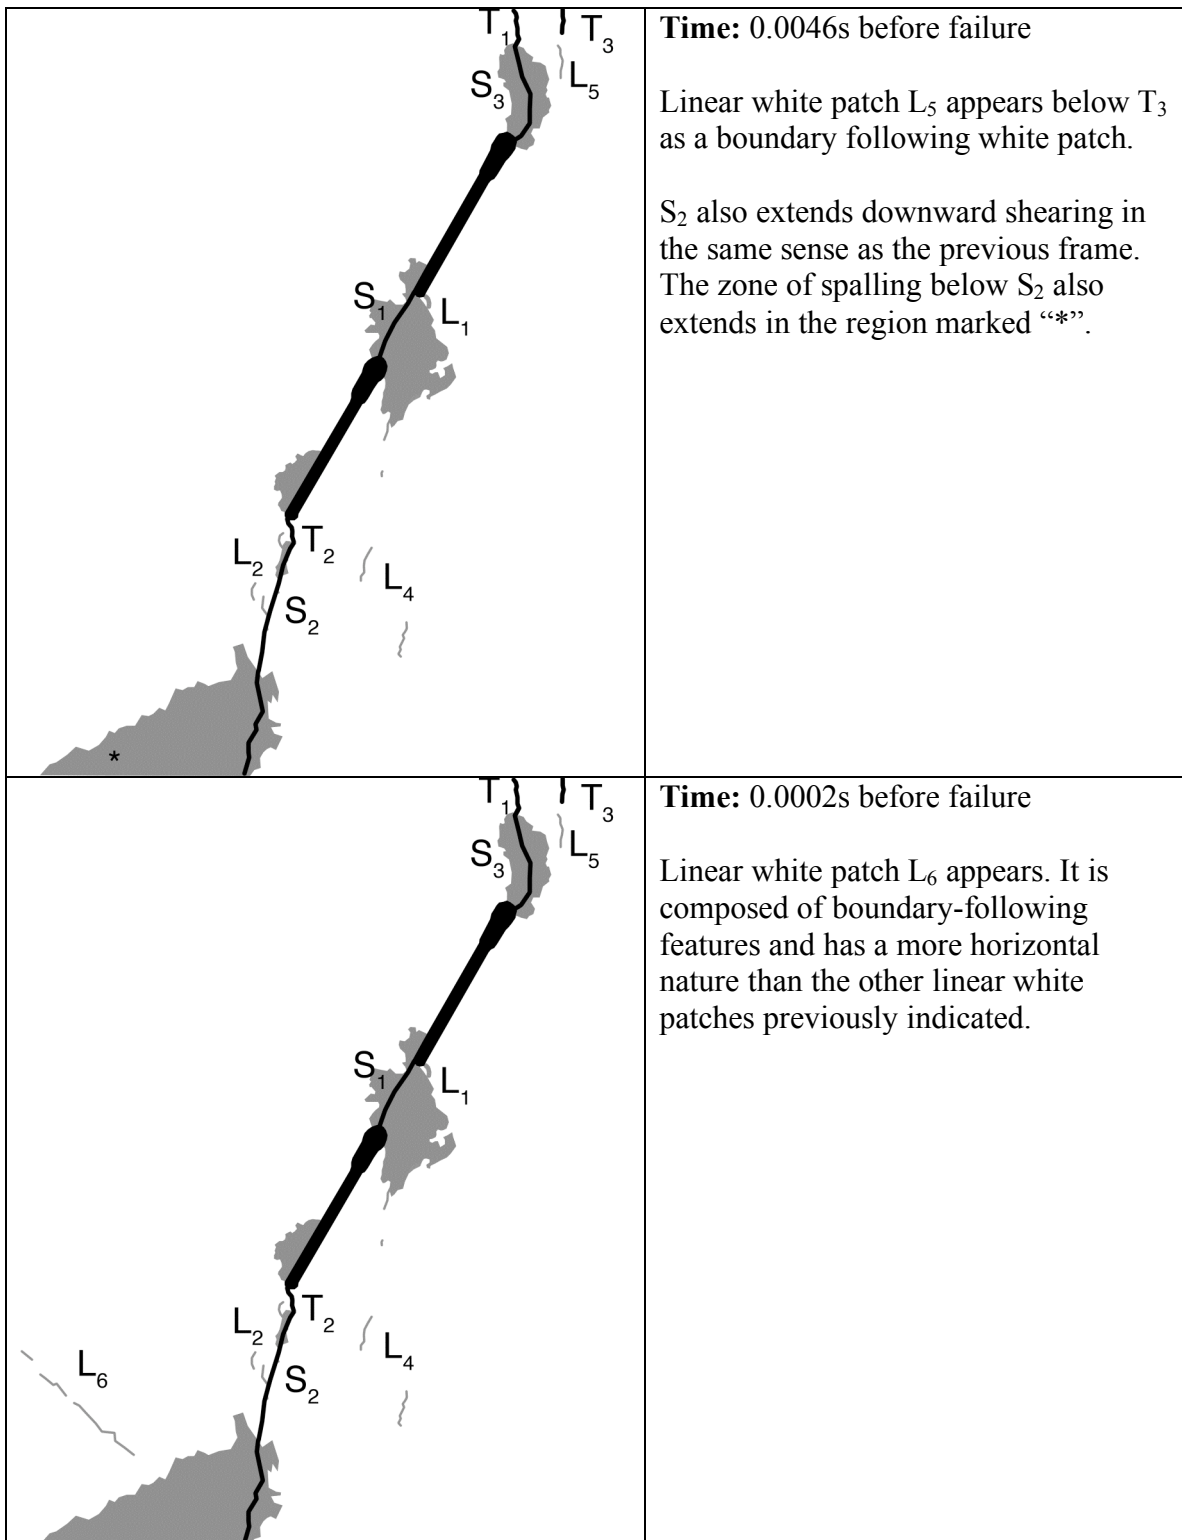 T₁
T₃
S₃
L₅
S₁
L₁
T₂
L₂
L₄
S₂
*
Time: 0.0046s before failure
Linear white patch L₅ appears below T₃
as a boundary following white patch.
S₂ also extends downward shearing in
the same sense as the previous frame.
The zone of spalling below S₂ also
extends in the region marked “*”.
T₁
T₃
S₃
L₅
S₁
L₁
T₂
L₂
L₄
L₆
S₂
Time: 0.0002s before failure
Linear white patch L₆ appears. It is
composed of boundary-following
features and has a more horizontal
nature than the other linear white
patches previously indicated.